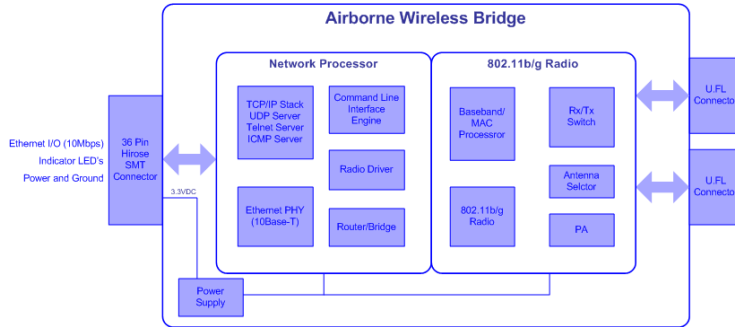 Airborne Wireless Bridge
Network Processor
802.11b/g Radio
TCP/IP Stack
UDP Server
Telnet Server
ICMP Server
Command Line
Interface
Engine
Baseband/
MAC
Processror
Rx/Tx
Switch
U.FL
Connector
36 Pin
Hirose
SMT
Connector
Ethernet I/O (10Mbps)
Indicator LED's
Power and Ground
Radio Driver
Antenna
Selctor
U.FL
Connector
3.3VDC
Ethernet PHY
(10Base-T)
Router/Bridge
802.11b/g
Radio
PA
Power
Supply